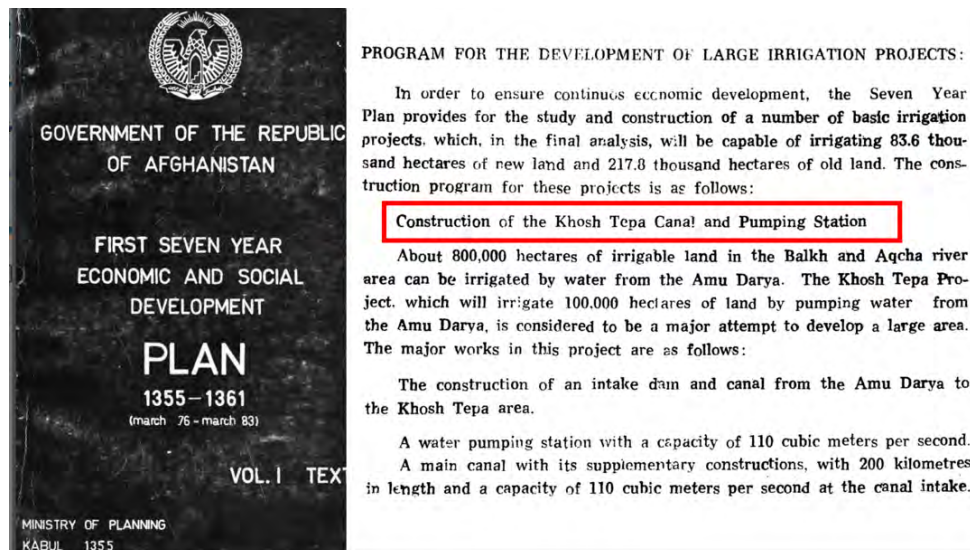 GOVERNMENT OF THE REPUBLIC
OF AFGHANISTAN
FIRST SEVEN YEAR
ECONOMIC AND SOCIAL
DEVELOPMENT
PLAN
1355–1361
(march 76 – march 83)
VOL. I TEXT
MINISTRY OF PLANNING
KABUL 1355
PROGRAM FOR THE DEVELOPMENT OF LARGE IRRIGATION PROJECTS:
In order to ensure continuos eccnomic development, the Seven Year
Plan provides for the study and construction of a number of basic irrigation
projects, which, in the final analysis, will be capable of irrigating 83.6 thou-
sand hectares of new land and 217.8 thousand hectares of old land. The cons-
truction program for these projects is as follows:
Construction of the Khosh Tepa Canal and Pumping Station
About 800,000 hectares of irrigable land in the Balkh and Aqcha river
area can be irrigated by water from the Amu Darya. The Khosh Tepa Pro-
ject, which will irrigate 100,000 heclares of land by pumping water from
the Amu Darya, is considered to be a major attempt to develop a large area.
The major works in this project are as follows:
The construction of an intake dam and canal from the Amu Darya to
the Khosh Tepa area.
A water pumping station with a capacity of 110 cubic meters per second.
A main canal with its supplementary constructions, with 200 kilometres
in length and a capacity of 110 cubic meters per second at the canal intake.